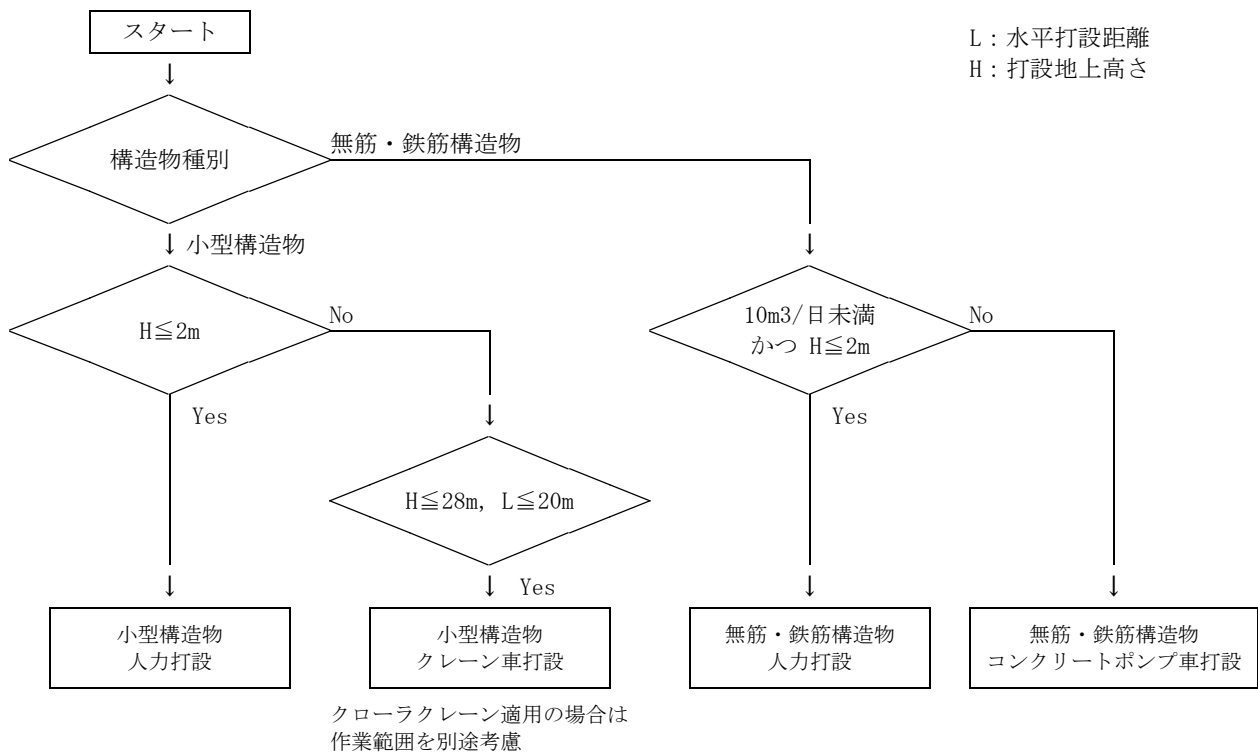 スタート
L：水平打設距離
H：打設地上高さ
構造物種別
無筋・鉄筋構造物
↓ 小型構造物
H≦2m
No
10m3/日未満
かつ H≦2m
No
Yes
Yes
H≦28m, L≦20m
Yes
小型構造物
人力打設
小型構造物
クレーン車打設
無筋・鉄筋構造物
人力打設
無筋・鉄筋構造物
コンクリートポンプ車打設
クローラクレーン適用の場合は
作業範囲を別途考慮